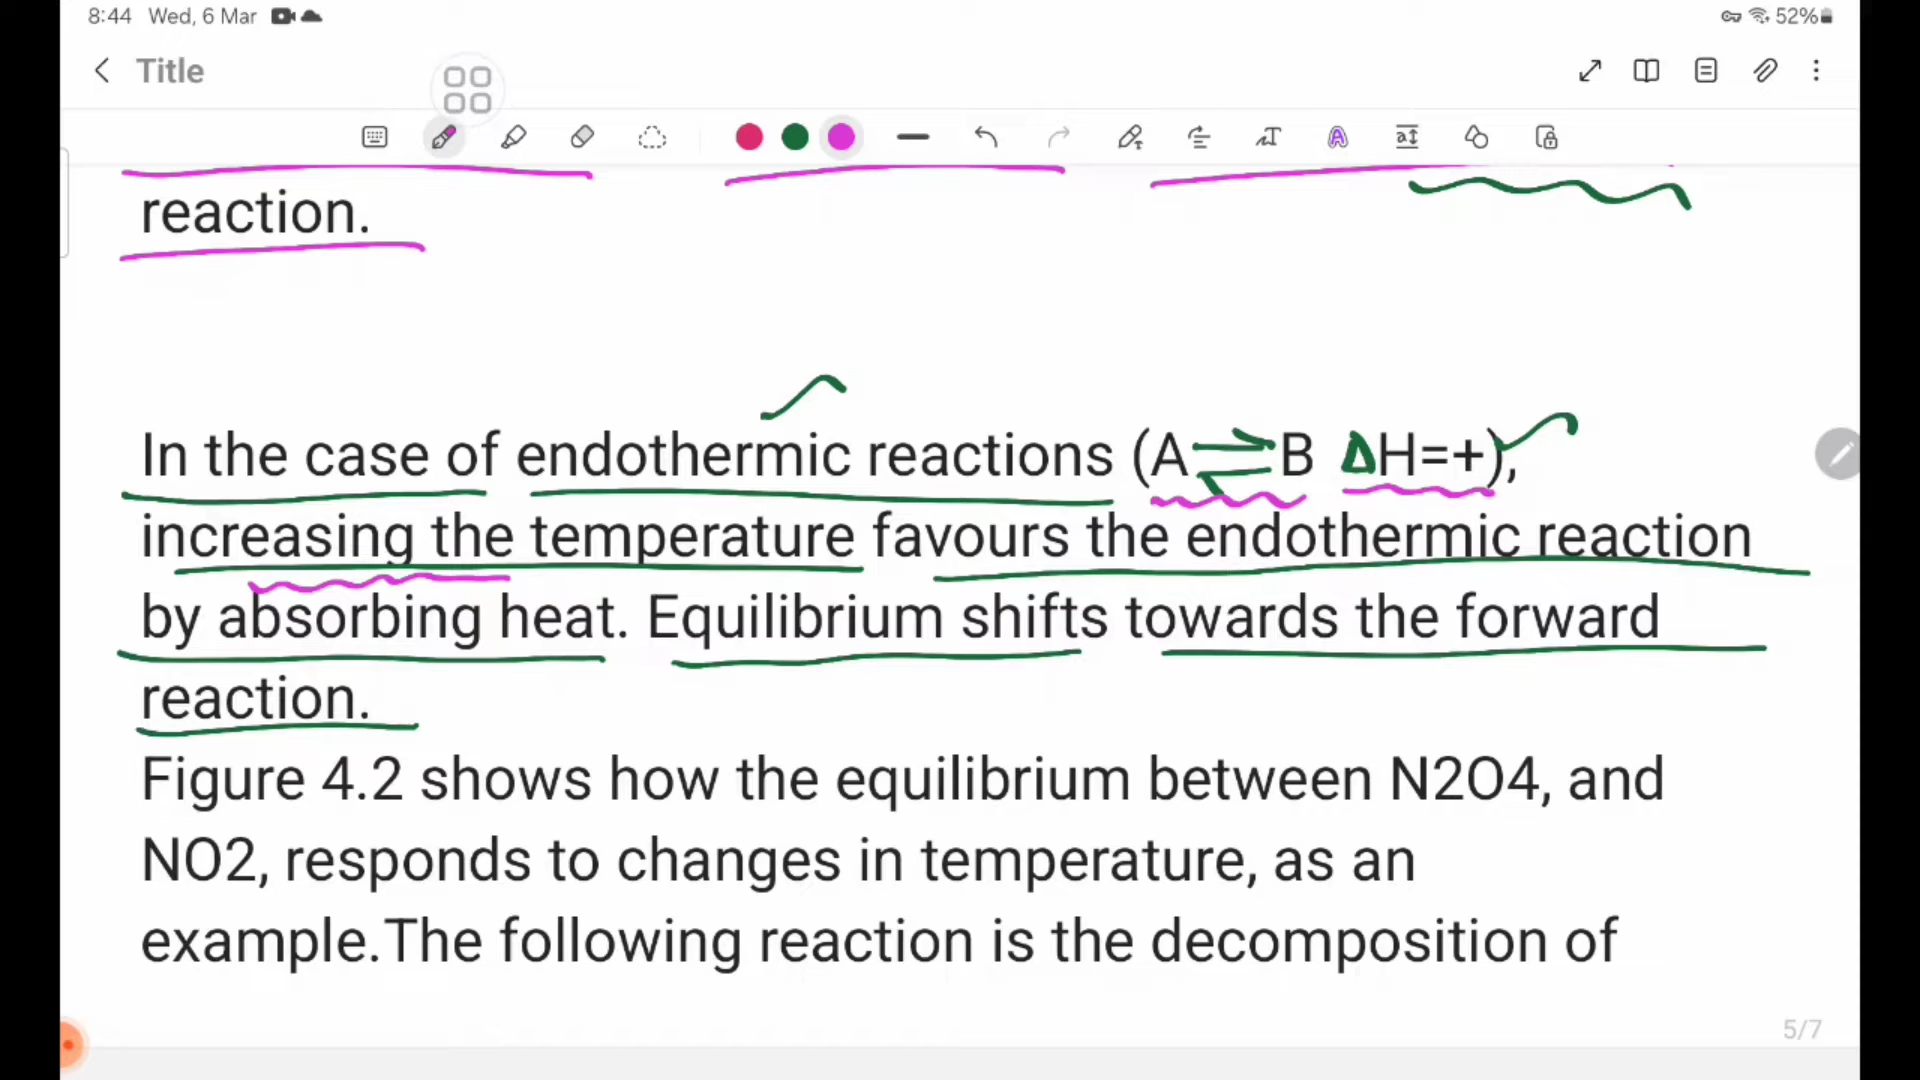 8:44 Wed, 6 Mar 52%
Title
reaction.
In the case of endothermic reactions (A⇌B ΔH=+),
increasing the temperature favours the endothermic reaction
by absorbing heat. Equilibrium shifts towards the forward
reaction.
Figure 4.2 shows how the equilibrium between N2O4, and
NO2, responds to changes in temperature, as an
example.The following reaction is the decomposition of
5/7